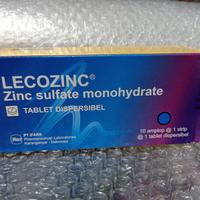 LECOZINC®
Zinc sulfate monohydrate
TABLET DISPERSIBEL
PT IFARS
Pharmaceutical Laboratories
Karanganyar - Indonesia
10 amplop @ 1 strip
@ 1 tablet dispersibel